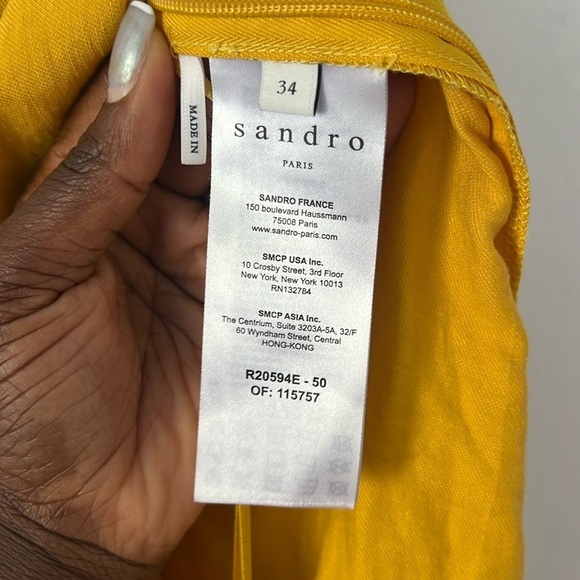 34
MADE IN
sandro
PARIS
SANDRO FRANCE
150 boulevard Haussmann
75008 Paris
www.sandro-paris.com
SMCP USA Inc.
10 Crosby Street, 3rd Floor
New York, New York 10013
RN132784
SMCP ASIA Inc.
The Centrium, Suite 3203A-5A, 32/F
60 Wyndham Street, Central
HONG-KONG
R20594E - 50
OF: 115757